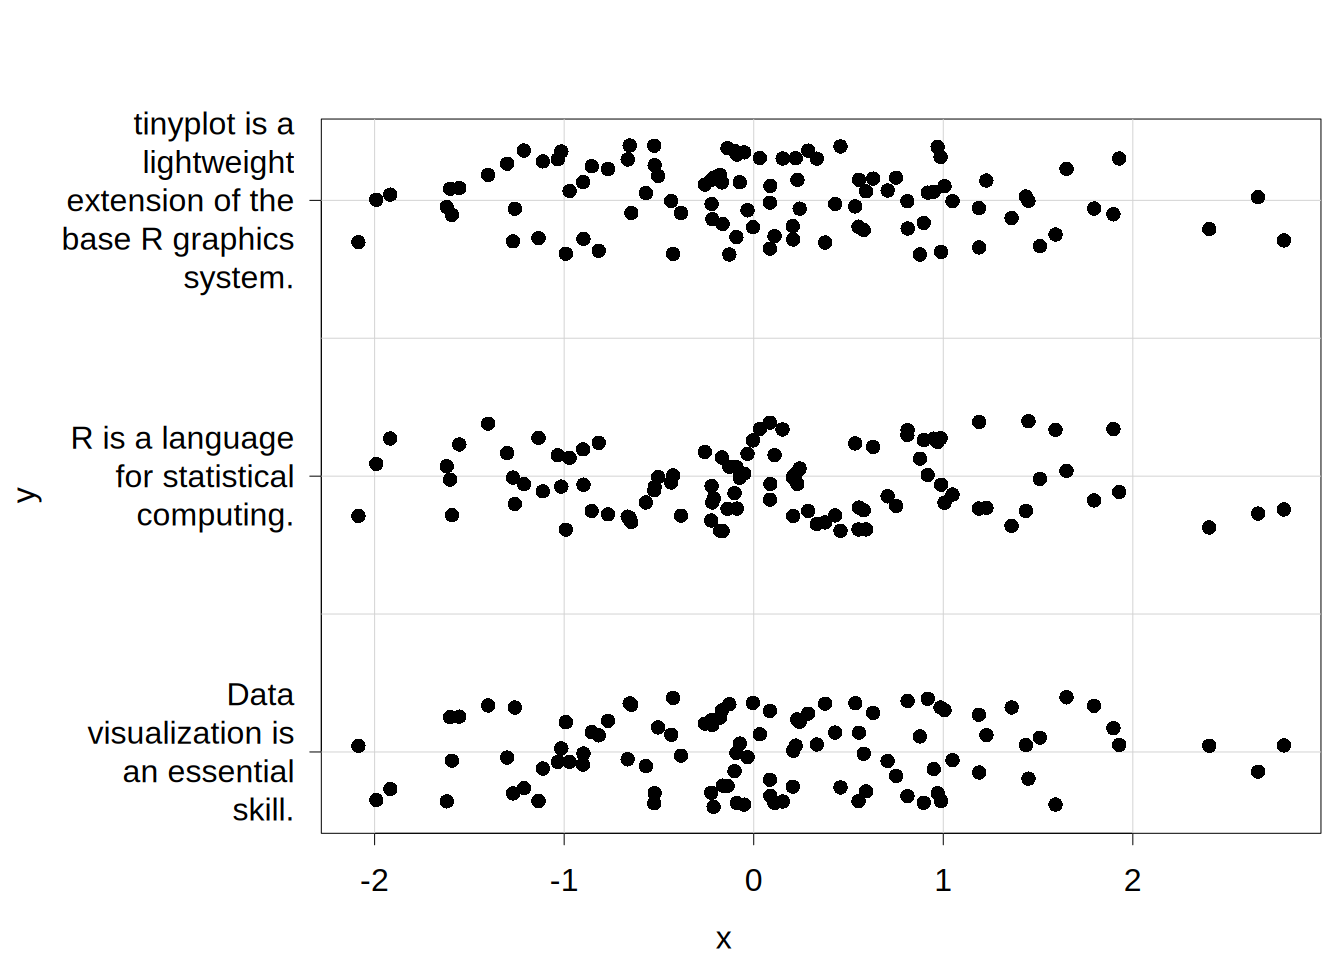 tinyplot is a
lightweight
extension of the
base R graphics
system.
R is a language
for statistical
computing.
y
Data
visualization is
an essential
skill.
-2 -1 0 1 2
x